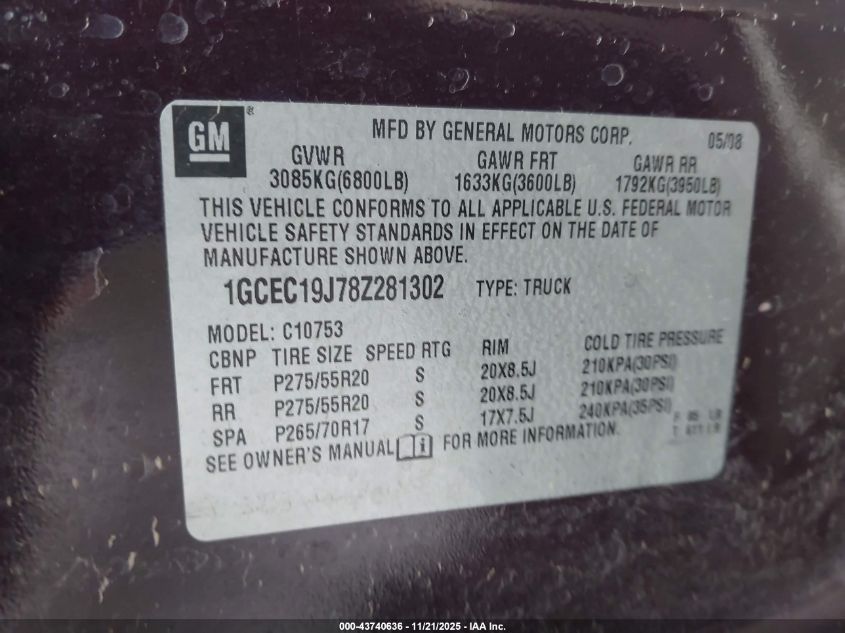 GM®
MFD BY GENERAL MOTORS CORP. 05/08
GVWR GAWR FRT GAWR RR
3085KG(6800LB) 1633KG(3600LB) 1792KG(3950LB)
THIS VEHICLE CONFORMS TO ALL APPLICABLE U.S. FEDERAL MOTOR
VEHICLE SAFETY STANDARDS IN EFFECT ON THE DATE OF
MANUFACTURE SHOWN ABOVE.
1GCEC19J78Z281302 TYPE: TRUCK
MODEL: C10753
CBNP TIRE SIZE SPEED RTG RIM COLD TIRE PRESSURE
FRT P275/55R20 S 20X8.5J 210KPA(30PSI)
RR P275/55R20 S 20X8.5J 210KPA(30PSI)
SPA P265/70R17 S 17X7.5J 240KPA(35PSI)
SEE OWNER'S MANUAL FOR MORE INFORMATION.
000-43740636 - 11/21/2025 - IAA Inc.